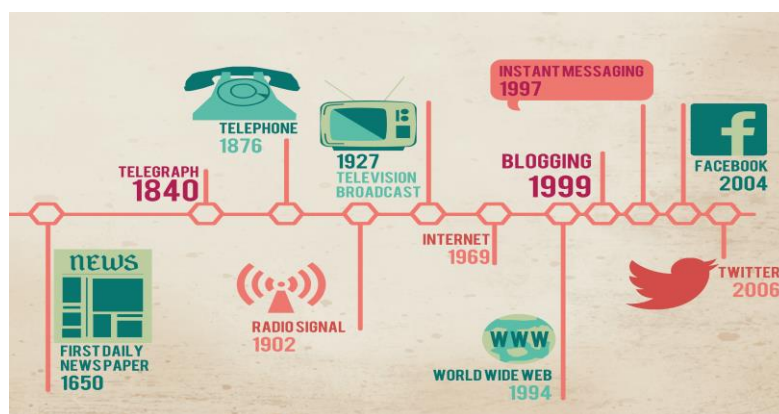 NEWS
FIRST DAILY
NEWSPAPER
1650
TELEGRAPH
1840
TELEPHONE
1876
RADIO SIGNAL
1902
1927
TELEVISION
BROADCAST
INTERNET
1969
WWW
WORLD WIDE WEB
1994
BLOGGING
1999
INSTANT MESSAGING
1997
f
FACEBOOK
2004
TWITTER
2006